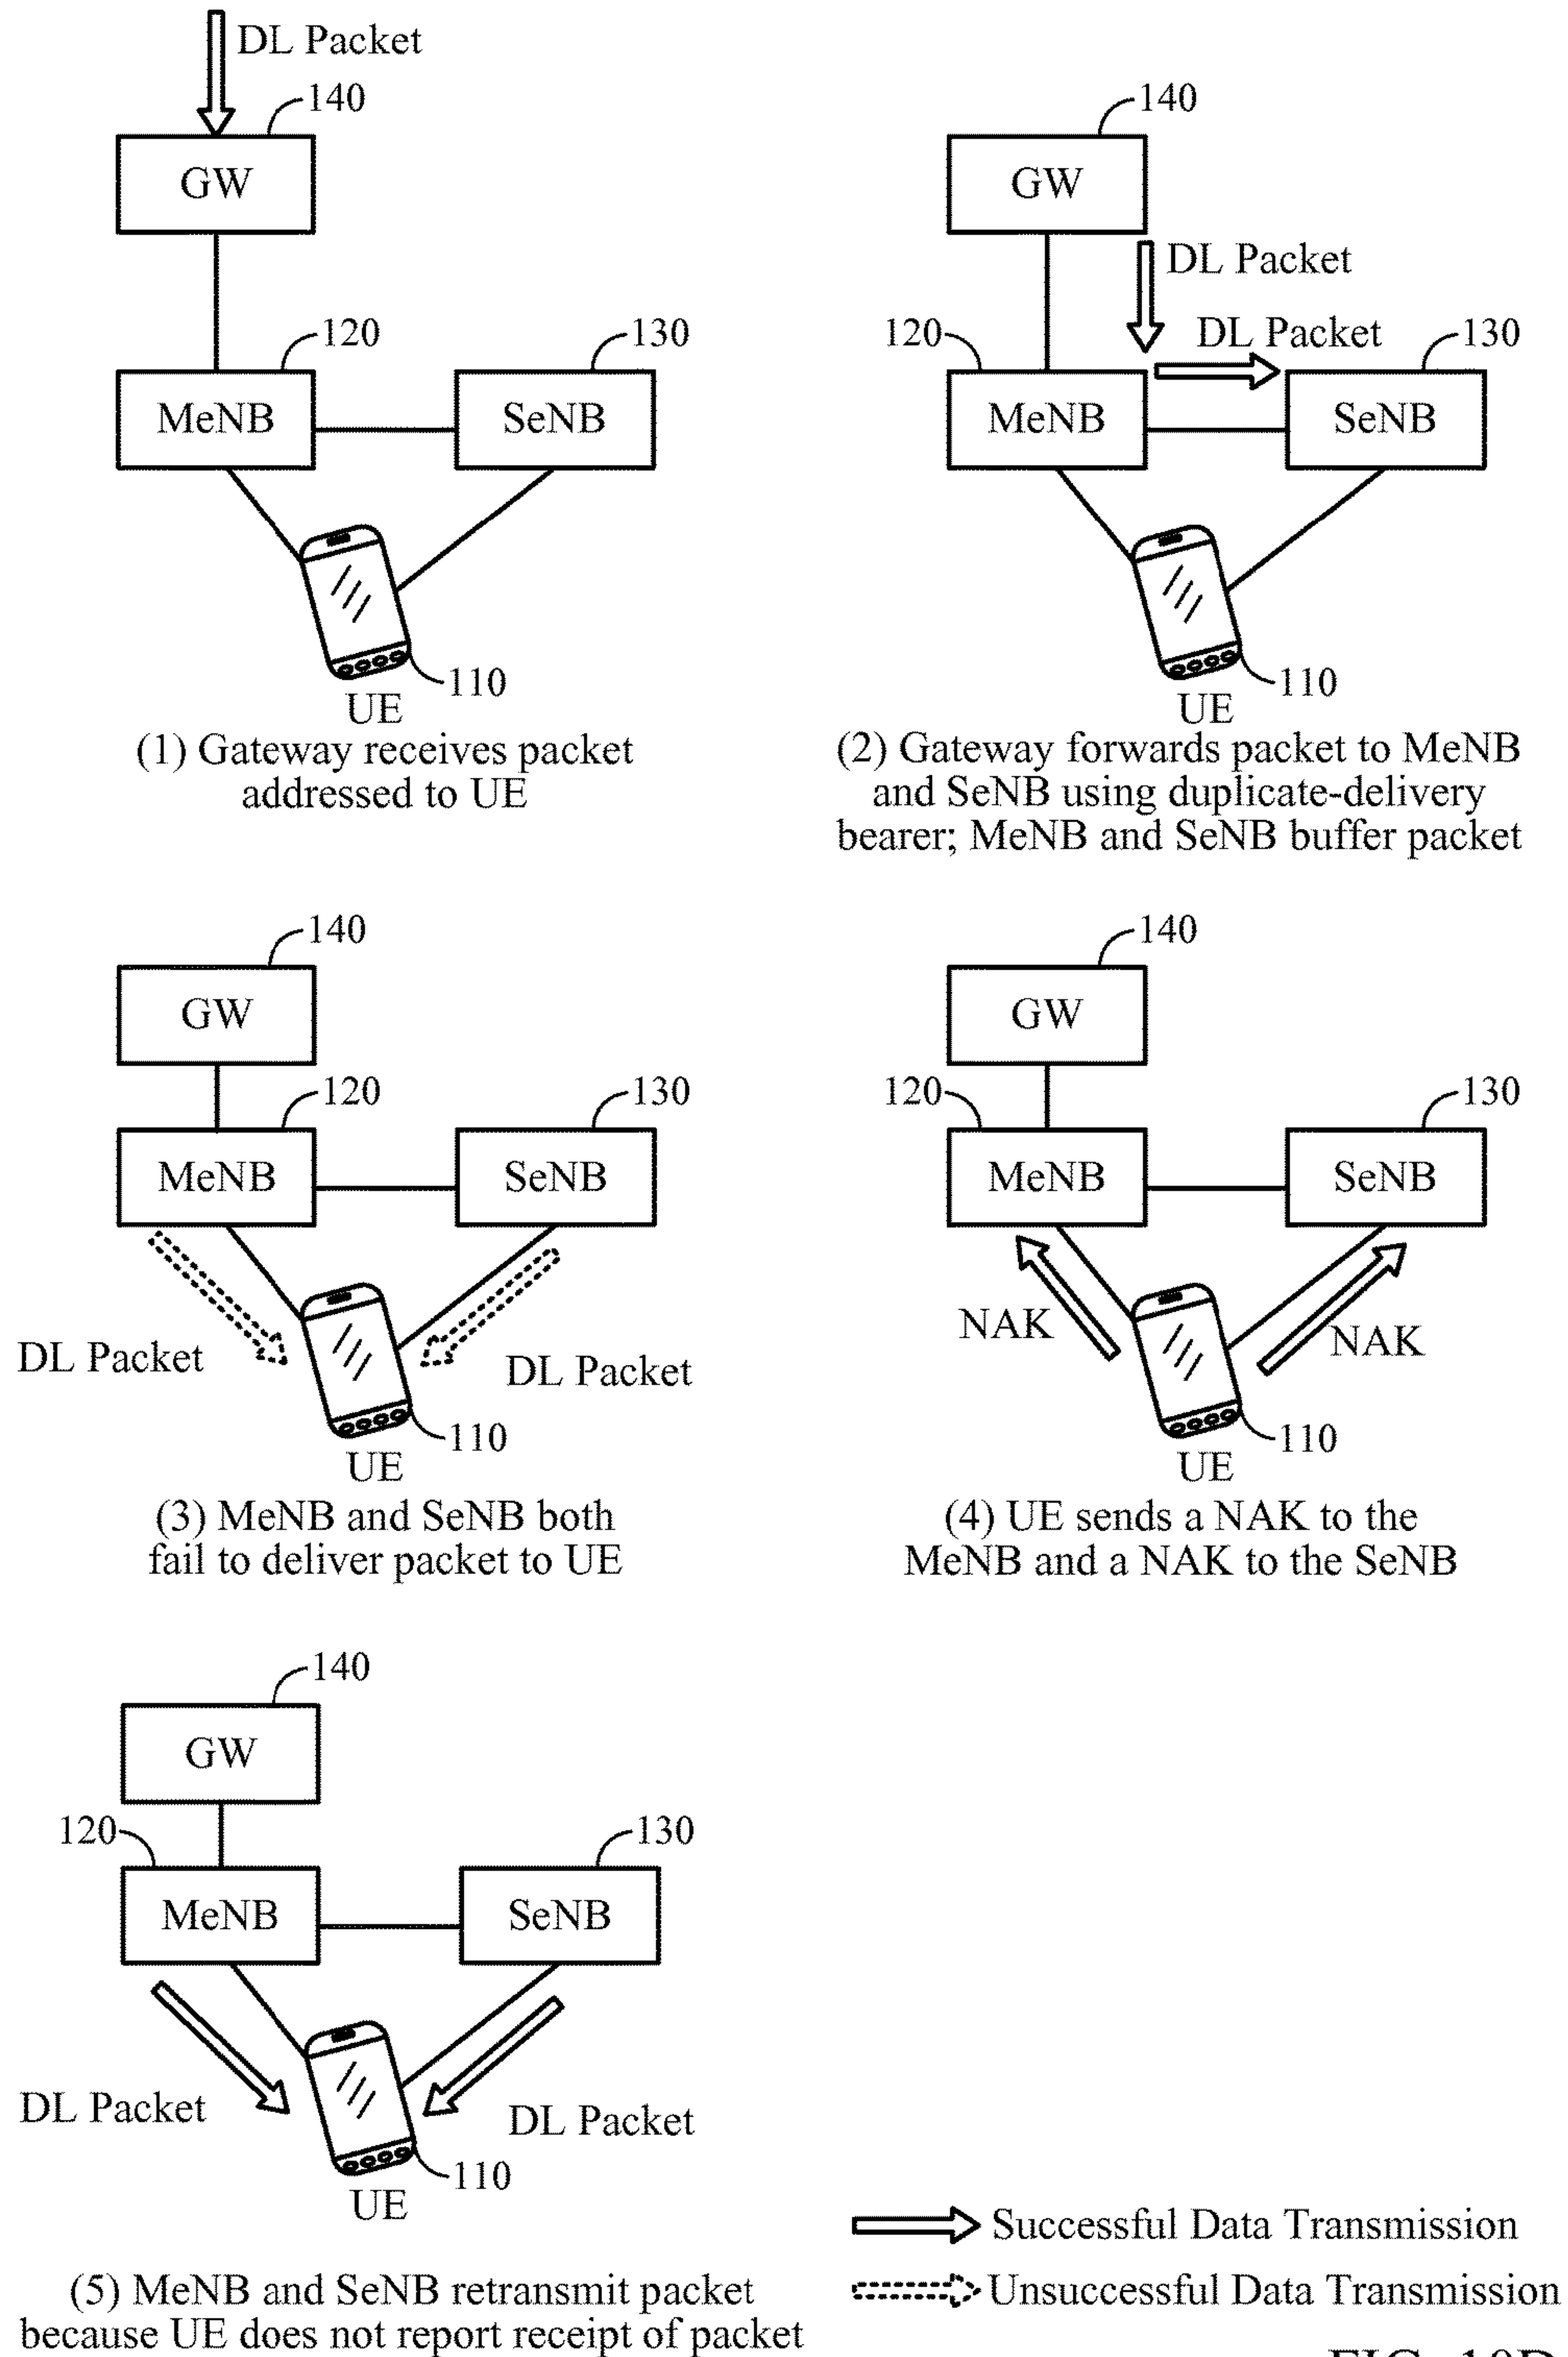 DL Packet
140
GW
120
130
MeNB
SeNB
110
UE
(1) Gateway receives packet
addressed to UE
140
GW
DL Packet
DL Packet
120
130
MeNB
SeNB
110
UE
(2) Gateway forwards packet to MeNB
and SeNB using duplicate-delivery
bearer; MeNB and SeNB buffer packet
140
GW
120
130
MeNB
SeNB
DL Packet
DL Packet
110
UE
(3) MeNB and SeNB both
fail to deliver packet to UE
140
GW
120
130
MeNB
SeNB
NAK
NAK
110
UE
(4) UE sends a NAK to the
MeNB and a NAK to the SeNB
140
GW
120
130
MeNB
SeNB
DL Packet
DL Packet
110
UE
(5) MeNB and SeNB retransmit packet
because UE does not report receipt of packet
Successful Data Transmission
Unsuccessful Data Transmission